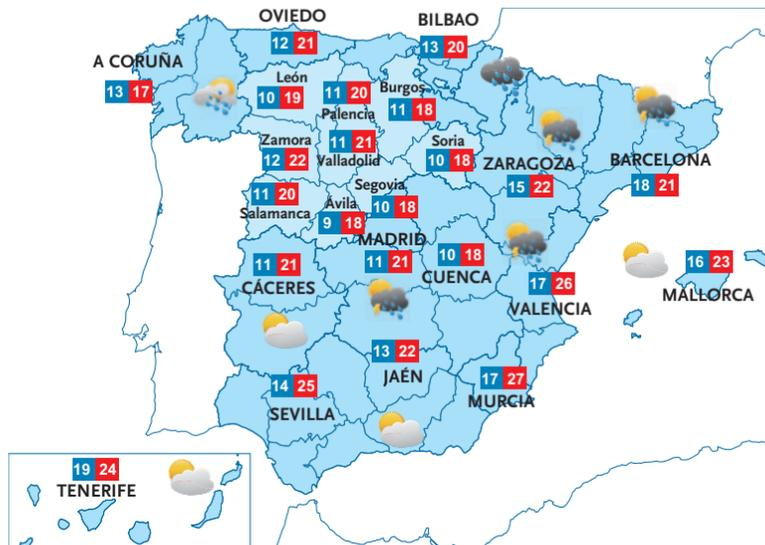 OVIEDO
12 21
BILBAO
13 20
A CORUÑA
13 17
León
10 19
11 20
Palencia
Burgos
11 18
Zamora
12 22
11 21
Valladolid
Soria
10 18
ZARAGOZA
15 22
BARCELONA
18 21
11 20
Salamanca
Ávila
9 18
Segovia
10 18
MADRID
11 21
10 18
CUENCA
11 21
CÁCERES
17 26
VALENCIA
16 23
MALLORCA
13 22
JAÉN
14 25
SEVILLA
17 27
MURCIA
19 24
TENERIFE